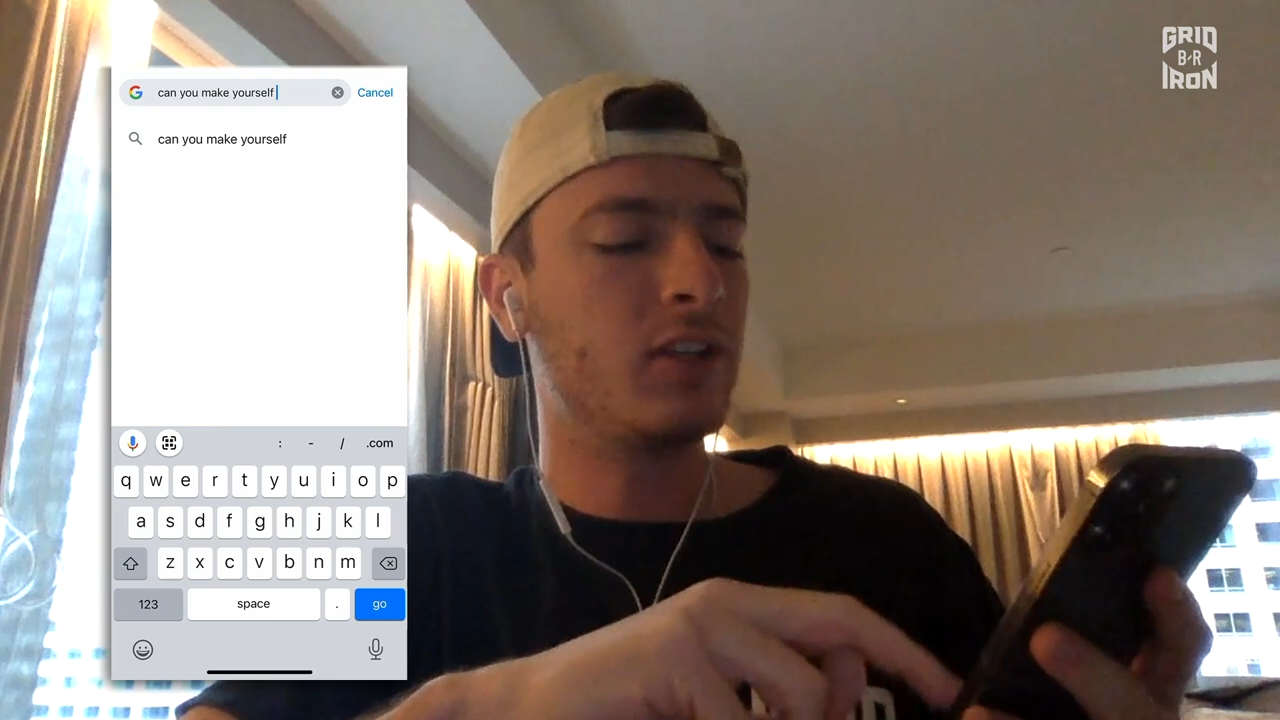 GRID
B/R
IRON
can you make yourself
Cancel
can you make yourself
: - / .com
q w e r t y u i o p
a s d f g h j k l
z x c v b n m
123 space . go